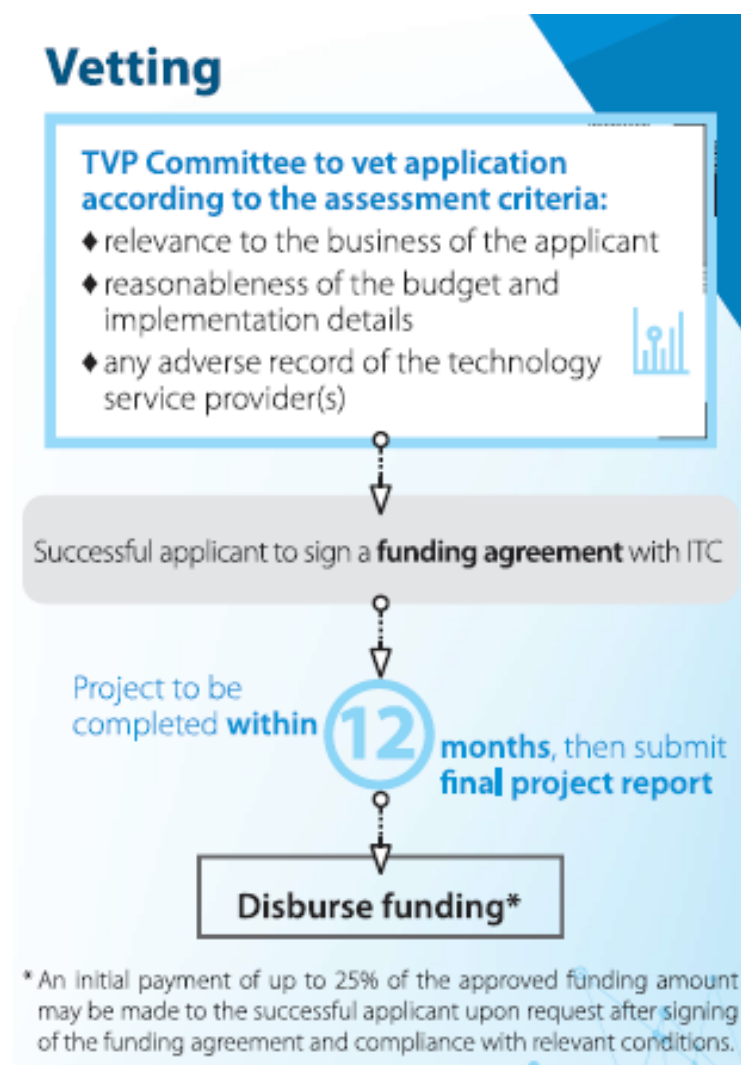 Vetting
TVP Committee to vet application
according to the assessment criteria:
♦ relevance to the business of the applicant
♦ reasonableness of the budget and
implementation details
♦ any adverse record of the technology
service provider(s)
Successful applicant to sign a funding agreement with ITC
Project to be
completed within
12
months, then submit
final project report
Disburse funding*
* An initial payment of up to 25% of the approved funding amount
may be made to the successful applicant upon request after signing
of the funding agreement and compliance with relevant conditions.